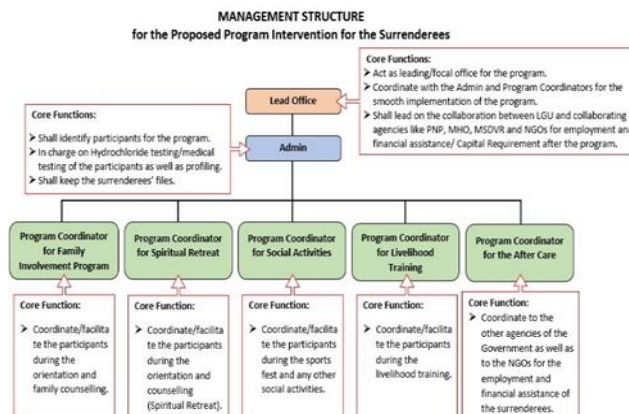 MANAGEMENT STRUCTURE
for the Proposed Program Intervention for the Surrenderees
Core Functions:
➤ Act as leading/focal office for the program.
➤ Coordinate with the Admin and Program Coordinators for the
smooth implementation of the program.
➤ Shall lead on the collaboration between LGU and collaborating
agencies like PNP, MHO, MSDVR and NGOs for employment and
financial assistance/ Capital Requirement after the program.
Lead Office
Core Functions:
➤ Shall identify participants for the program.
➤ In charge on Hydrochloride testing/medical
testing of the participants as well as profiling.
➤ Shall keep the surrenderees' files.
Admin
Program Coordinator
for Family
Involvement Program
Program Coordinator
for Spiritual Retreat
Program Coordinator
for Social Activities
Program Coordinator
for Livelihood
Training
Program Coordinator
for the After Care
Core Function:
➤ Coordinate/facilita
te the participants
during the
orientation and
family counselling.
Core Function:
➤ Coordinate/facilita
te the participants
during the
orientation and
counselling
(Spiritual Retreat).
Core Function:
➤ Coordinate/facilita
te the participants
during the sports
fest and any other
social activities.
Core Function:
➤ Coordinate/facilita
te the participants
during the
livelihood training.
Core Function:
➤ Coordinate to the
other agencies of the
Government as well as
to the NGOs for the
employment and
financial assistance of
the surrenderees.